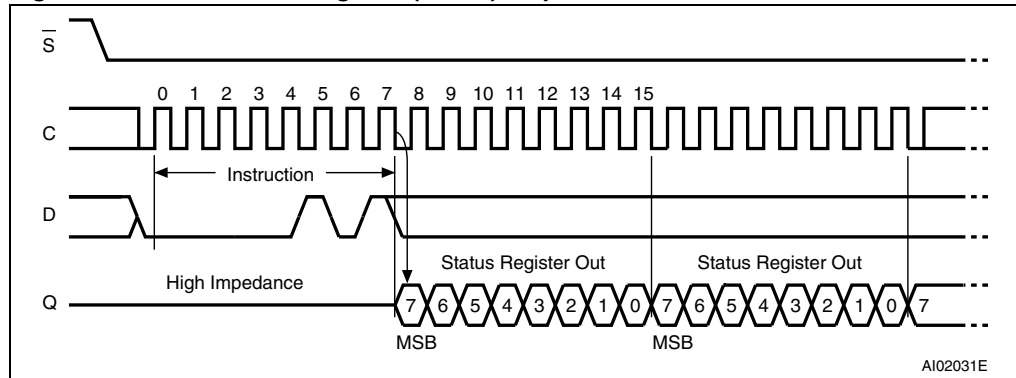 S
0 1 2 3 4 5 6 7 8 9 10 11 12 13 14 15
C
Instruction
D
Status Register Out Status Register Out
High Impedance
Q 7 6 5 4 3 2 1 0 7 6 5 4 3 2 1 0 7
MSB MSB
AI02031E